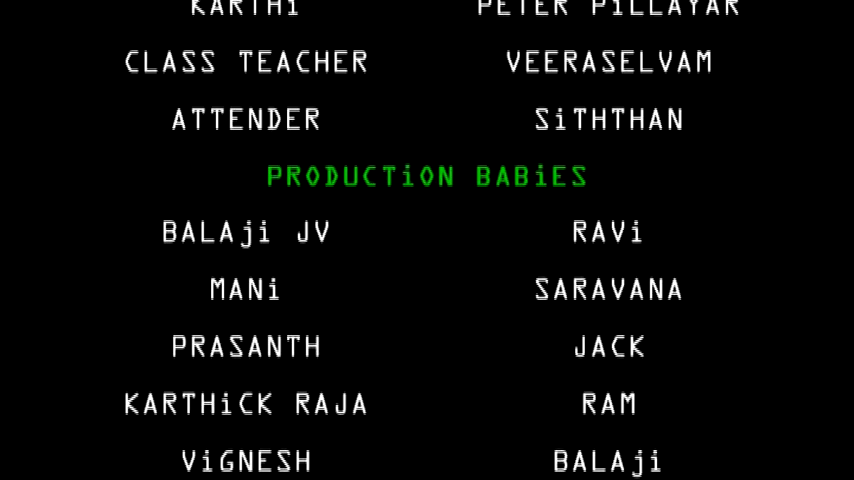 KARTHi PETER PiLLAYAR
CLASS TEACHER VEERASELVAM
ATTENDER SiTHTHAN
PRODUCTiON BABiES
BALAji JV RAVi
MANi SARAVANA
PRASANTH JACK
KARTHiCK RAJA RAM
ViGNESH BALAji